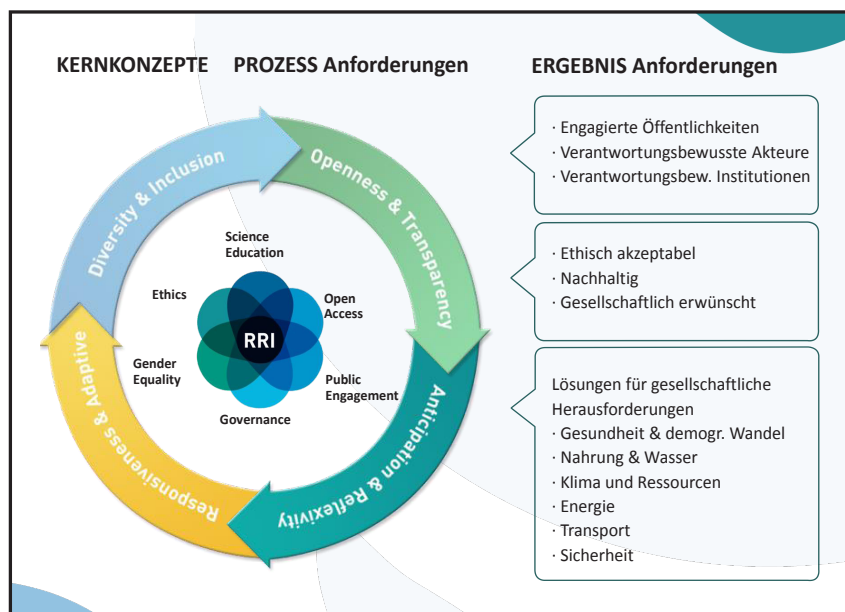 KERNKONZEPTE
PROZESS Anforderungen
ERGEBNIS Anforderungen
Diversity & Inclusion
Openness & Transparency
Anticipation & Reflexivity
Responsiveness & Adaptive
Science
Education
Ethics
Open
Access
RRI
Gender
Equality
Public
Engagement
Governance
· Engagierte Öffentlichkeiten
· Verantwortungsbewusste Akteure
· Verantwortungsbew. Institutionen
· Ethisch akzeptabel
· Nachhaltig
· Gesellschaftlich erwünscht
Lösungen für gesellschaftliche
Herausforderungen
· Gesundheit & demogr. Wandel
· Nahrung & Wasser
· Klima und Ressourcen
· Energie
· Transport
· Sicherheit